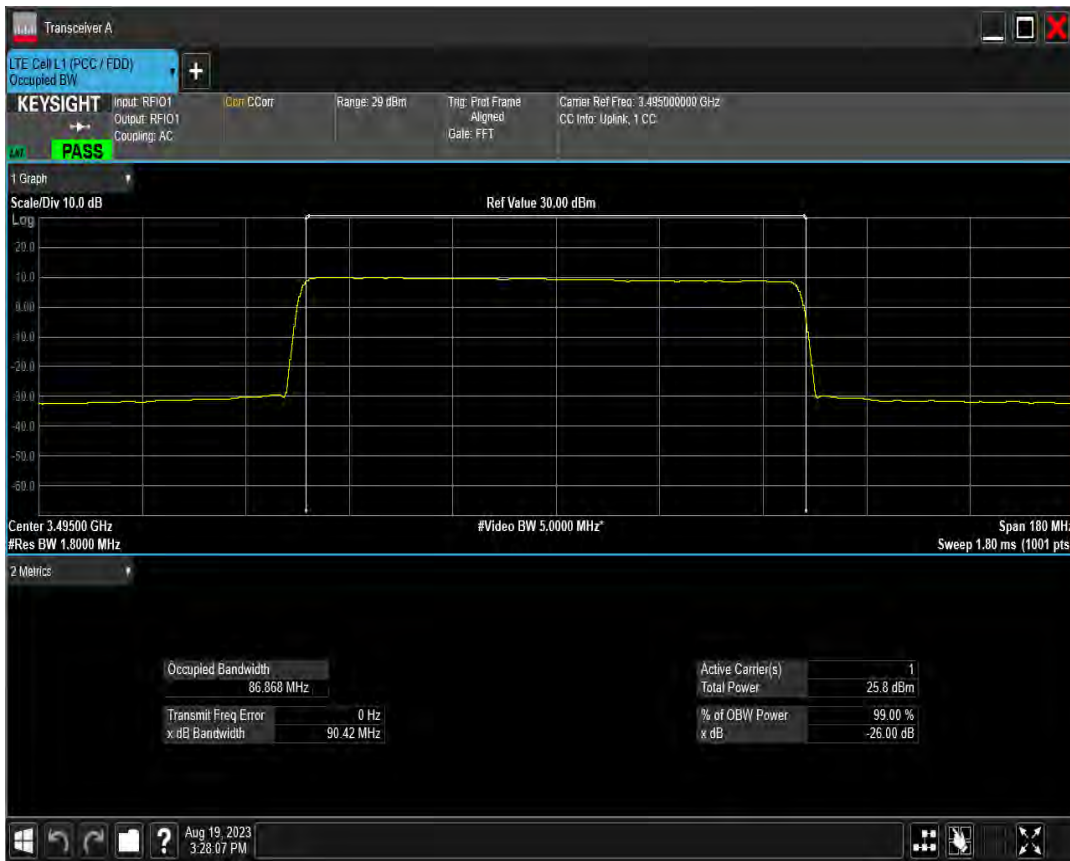 Transceiver A
LTE Cell L1 (PCC / FDD)
Occupied BW
+
KEYSIGHT
PASS
Input: RFIO1
Output: RFIO1
Coupling: AC
Corr CCorr
Range: 29 dBm
Trig: Prot Frame
Aligned
Gate: FFT
Carrier Ref Freq: 3.495000000 GHz
CC Info: Uplink, 1 CC
1 Graph
Scale/Div 10.0 dB
Ref Value 30.00 dBm
Log
20.0
10.0
0.00
-10.0
-20.0
-30.0
-40.0
-50.0
-60.0
Center 3.49500 GHz
#Video BW 5.0000 MHz*
Span 180 MHz
#Res BW 1.8000 MHz
Sweep 1.80 ms (1001 pts
2 Metrics
Occupied Bandwidth
86.868 MHz
Transmit Freq Error 0 Hz
x dB Bandwidth 90.42 MHz
Active Carrier(s) 1
Total Power 25.8 dBm
% of OBW Power 99.00 %
x dB -26.00 dB
?
Aug 19, 2023
3:28:07 PM